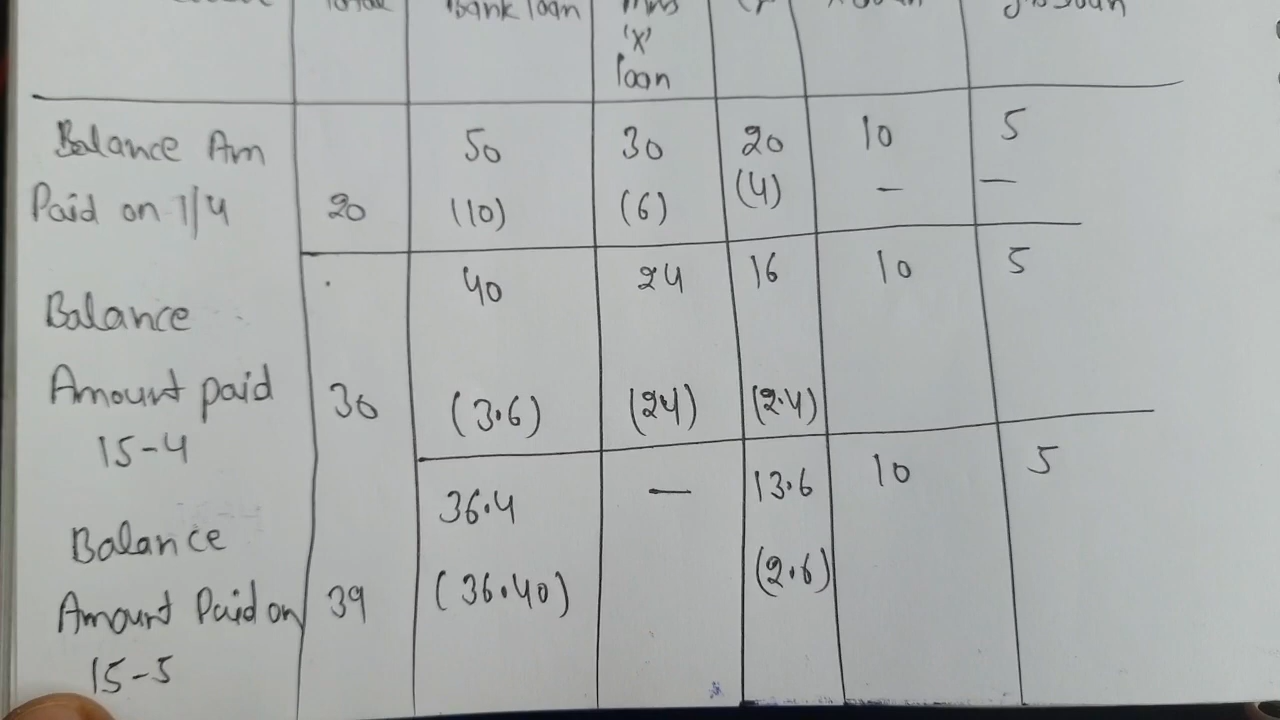 Total Bank loan
'X'
loan
Balance Am 50 30 20 10 5
Paid on 1/4 20 (10) (6) (4) – –
Balance 40 24 16 10 5
Amount paid 30 (3.6) (24) (2.4)
15-4
36.4 – 13.6 10 5
Balance
Amount Paid on 39 (36.40) (2.6)
15-5